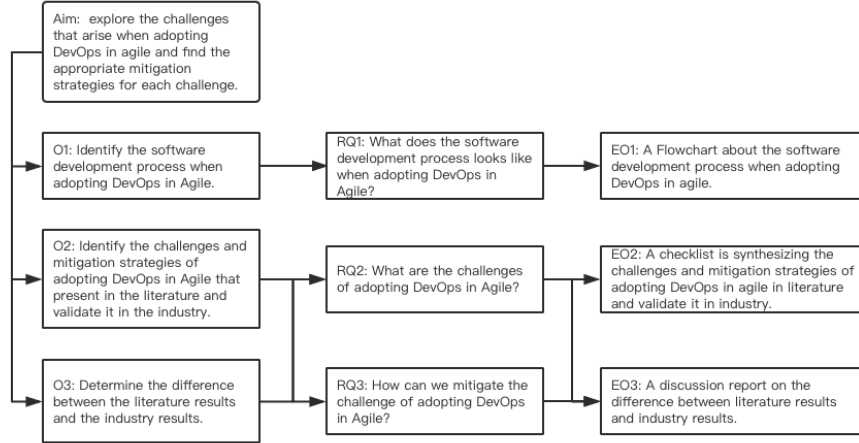 Aim: explore the challenges
that arise when adopting
DevOps in agile and find the
appropriate mitigation
strategies for each challenge.
O1: Identify the software
development process when
adopting DevOps in Agile.
RQ1: What does the software
development process looks like
when adopting DevOps in
Agile?
EO1: A Flowchart about the software
development process when adopting
DevOps in agile.
O2: Identify the challenges and
mitigation strategies of
adopting DevOps in Agile that
present in the literature and
validate it in the industry.
RQ2: What are the challenges
of adopting DevOps in Agile?
EO2: A checklist is synthesizing the
challenges and mitigation strategies of
adopting DevOps in agile in literature
and validate it in industry.
O3: Determine the difference
between the literature results
and the industry results.
RQ3: How can we mitigate the
challenge of adopting DevOps
in Agile?
EO3: A discussion report on the
difference between literature results
and industry results.